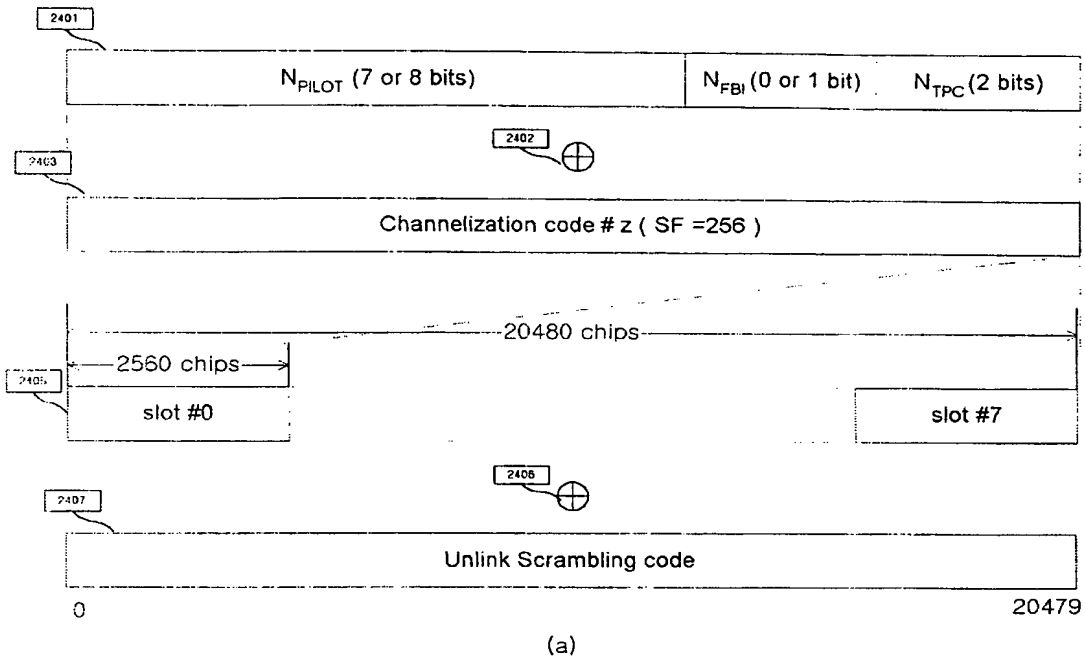 2401
N_PILOT (7 or 8 bits) N_FBI (0 or 1 bit) N_TPC (2 bits)
2402
2403
Channelization code # z ( SF =256 )
20480 chips
2560 chips
2405
slot #0 slot #7
2406
2407
Unlink Scrambling code
0 20479
(a)